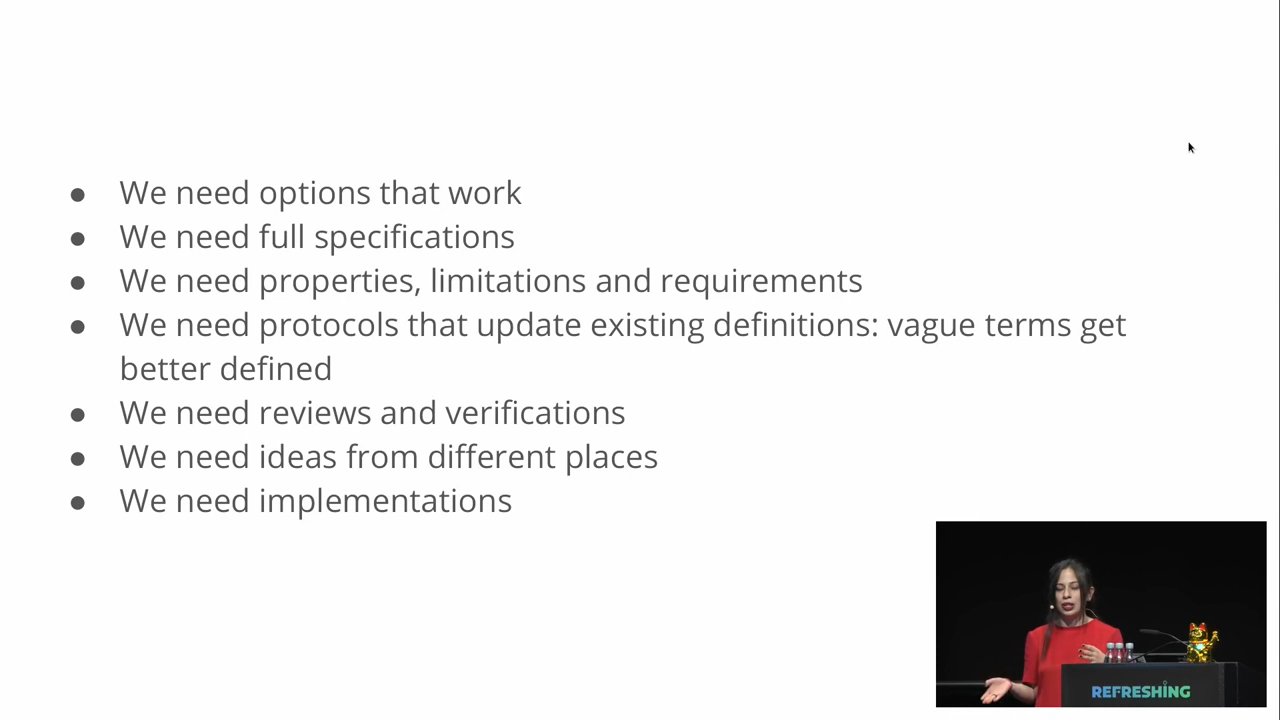 ● We need options that work
● We need full specifications
● We need properties, limitations and requirements
● We need protocols that update existing definitions: vague terms get
better defined
● We need reviews and verifications
● We need ideas from different places
● We need implementations
REFRESHING